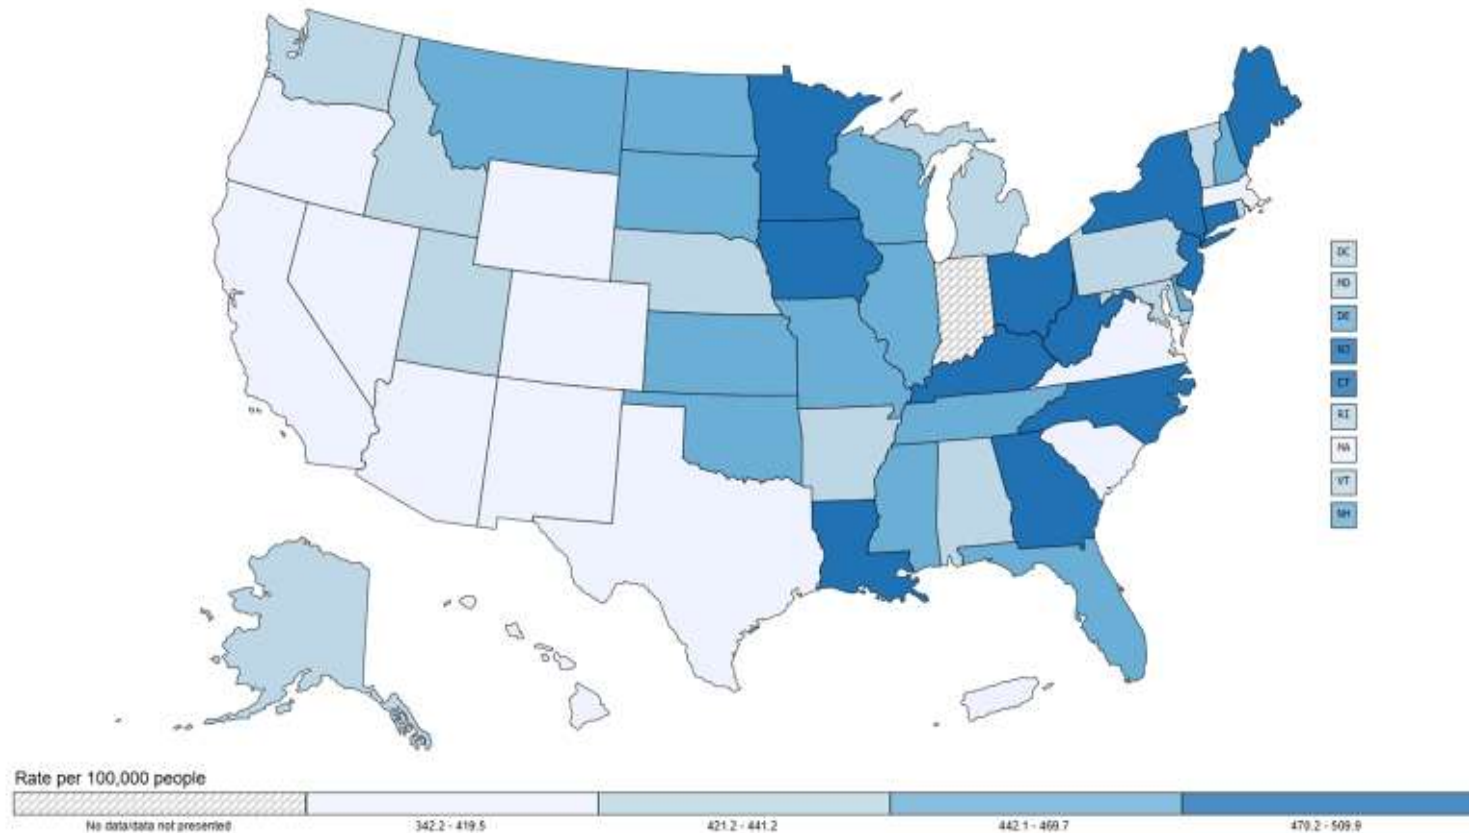 DC
MD
DE
NJ
CT
RI
MA
VT
NH
Rate per 100,000 people
No data/data not presented
342.2 - 419.5
421.2 - 441.2
442.1 - 469.7
470.2 - 509.9